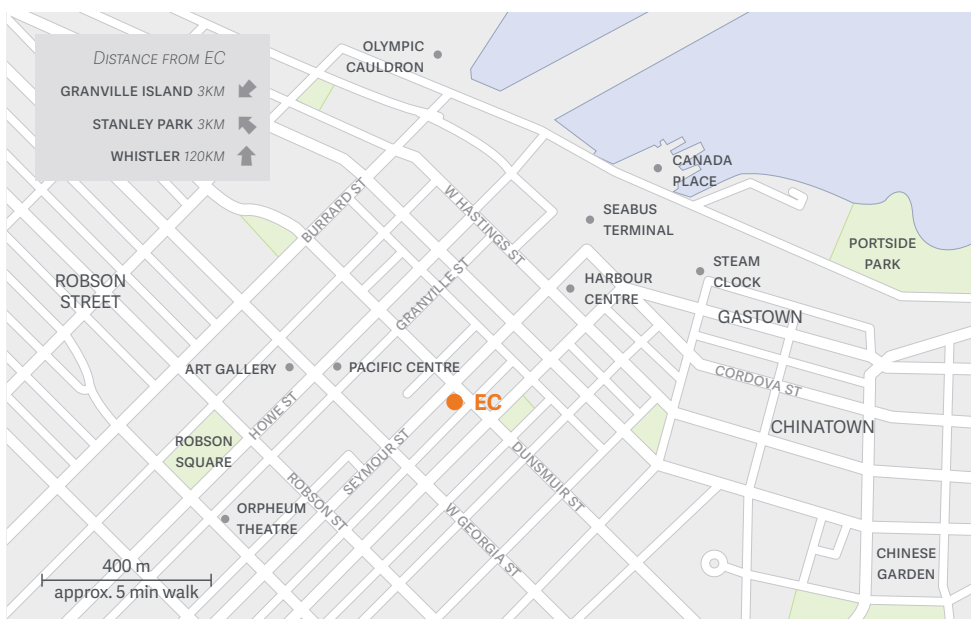 DISTANCE FROM EC
GRANVILLE ISLAND 3KM
STANLEY PARK 3KM
WHISTLER 120KM
OLYMPIC
CAULDRON
CANADA
PLACE
BURRARD ST
W HASTINGS ST
SEABUS
TERMINAL
PORTSIDE
PARK
ROBSON
STREET
GRANVILLE ST
HARBOUR
CENTRE
STEAM
CLOCK
GASTOWN
ART GALLERY
PACIFIC CENTRE
CORDOVA ST
EC
HOWE ST
CHINATOWN
ROBSON
SQUARE
SEYMOUR ST
DUNSMUIR ST
ROBSON ST
ORPHEUM
THEATRE
W GEORGIA ST
CHINESE
GARDEN
400 m
approx. 5 min walk